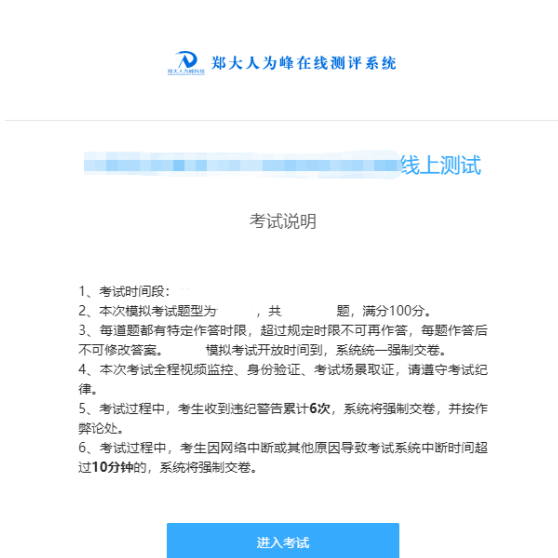 郑大人为峰在线测评系统
线上测试
考试说明
1、考试时间段：
2、本次模拟考试题型为 ，共 题，满分100分。
3、每道题都有特定作答时限，超过规定时限不可再作答，每题作答后
不可修改答案。 模拟考试开放时间到，系统统一强制交卷。
4、本次考试全程视频监控、身份验证、考试场景取证，请遵守考试纪
律。
5、考试过程中，考生收到违纪警告累计6次，系统将强制交卷，并按作
弊论处。
6、考试过程中，考生因网络中断或其他原因导致考试系统中断时间超
过10分钟的，系统将强制交卷。
进入考试